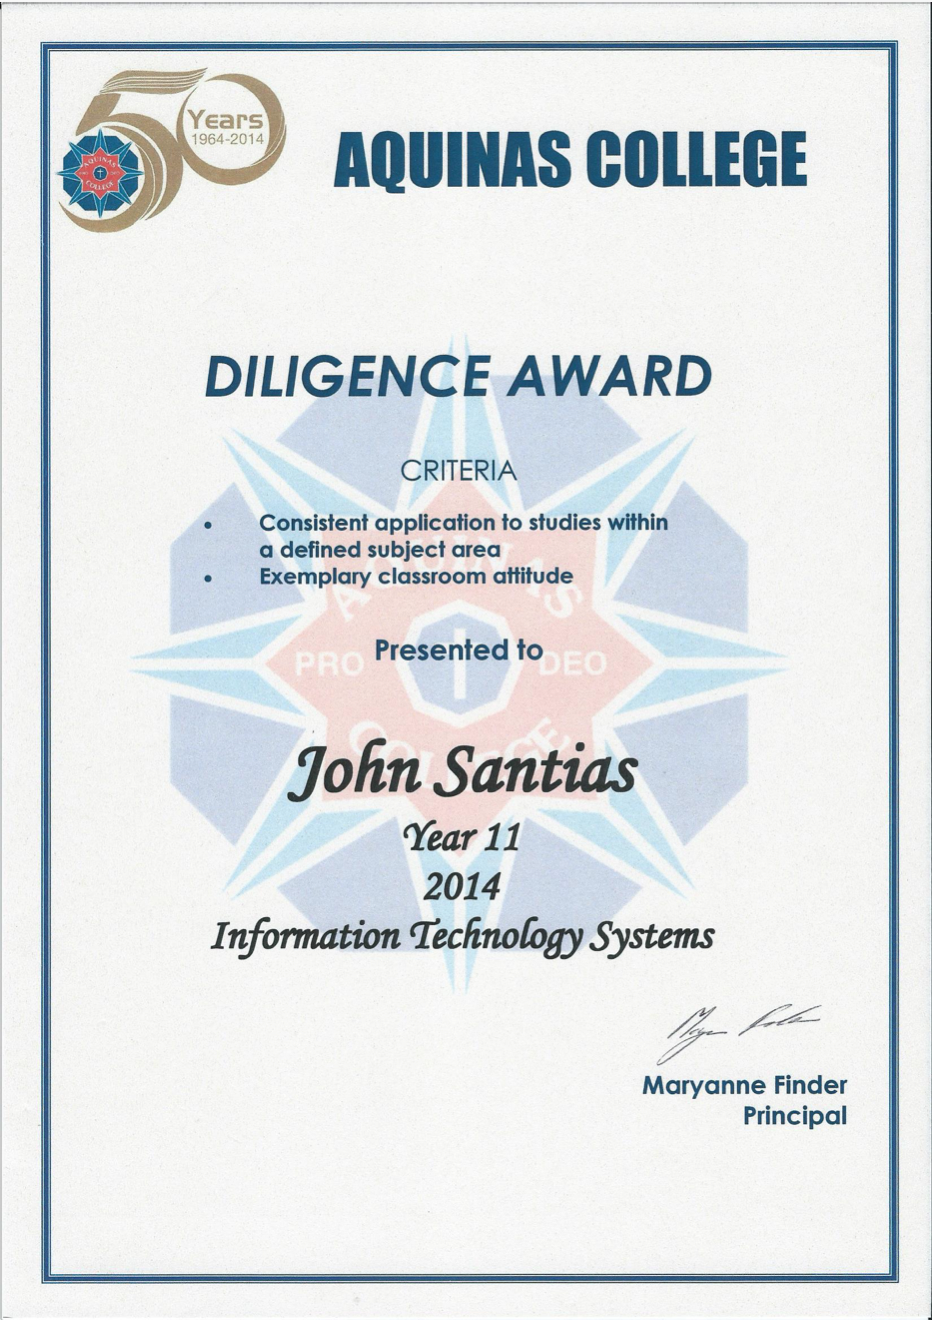 50 Years
1964-2014
AQUINAS
COLLEGE
AQUINAS COLLEGE
DILIGENCE AWARD
CRITERIA
• Consistent application to studies within
a defined subject area
• Exemplary classroom attitude
AQUINAS
Presented to
PRO DEO
COLLEGE
John Santias
Year 11
2014
Information Technology Systems
Maryanne Finder
Principal